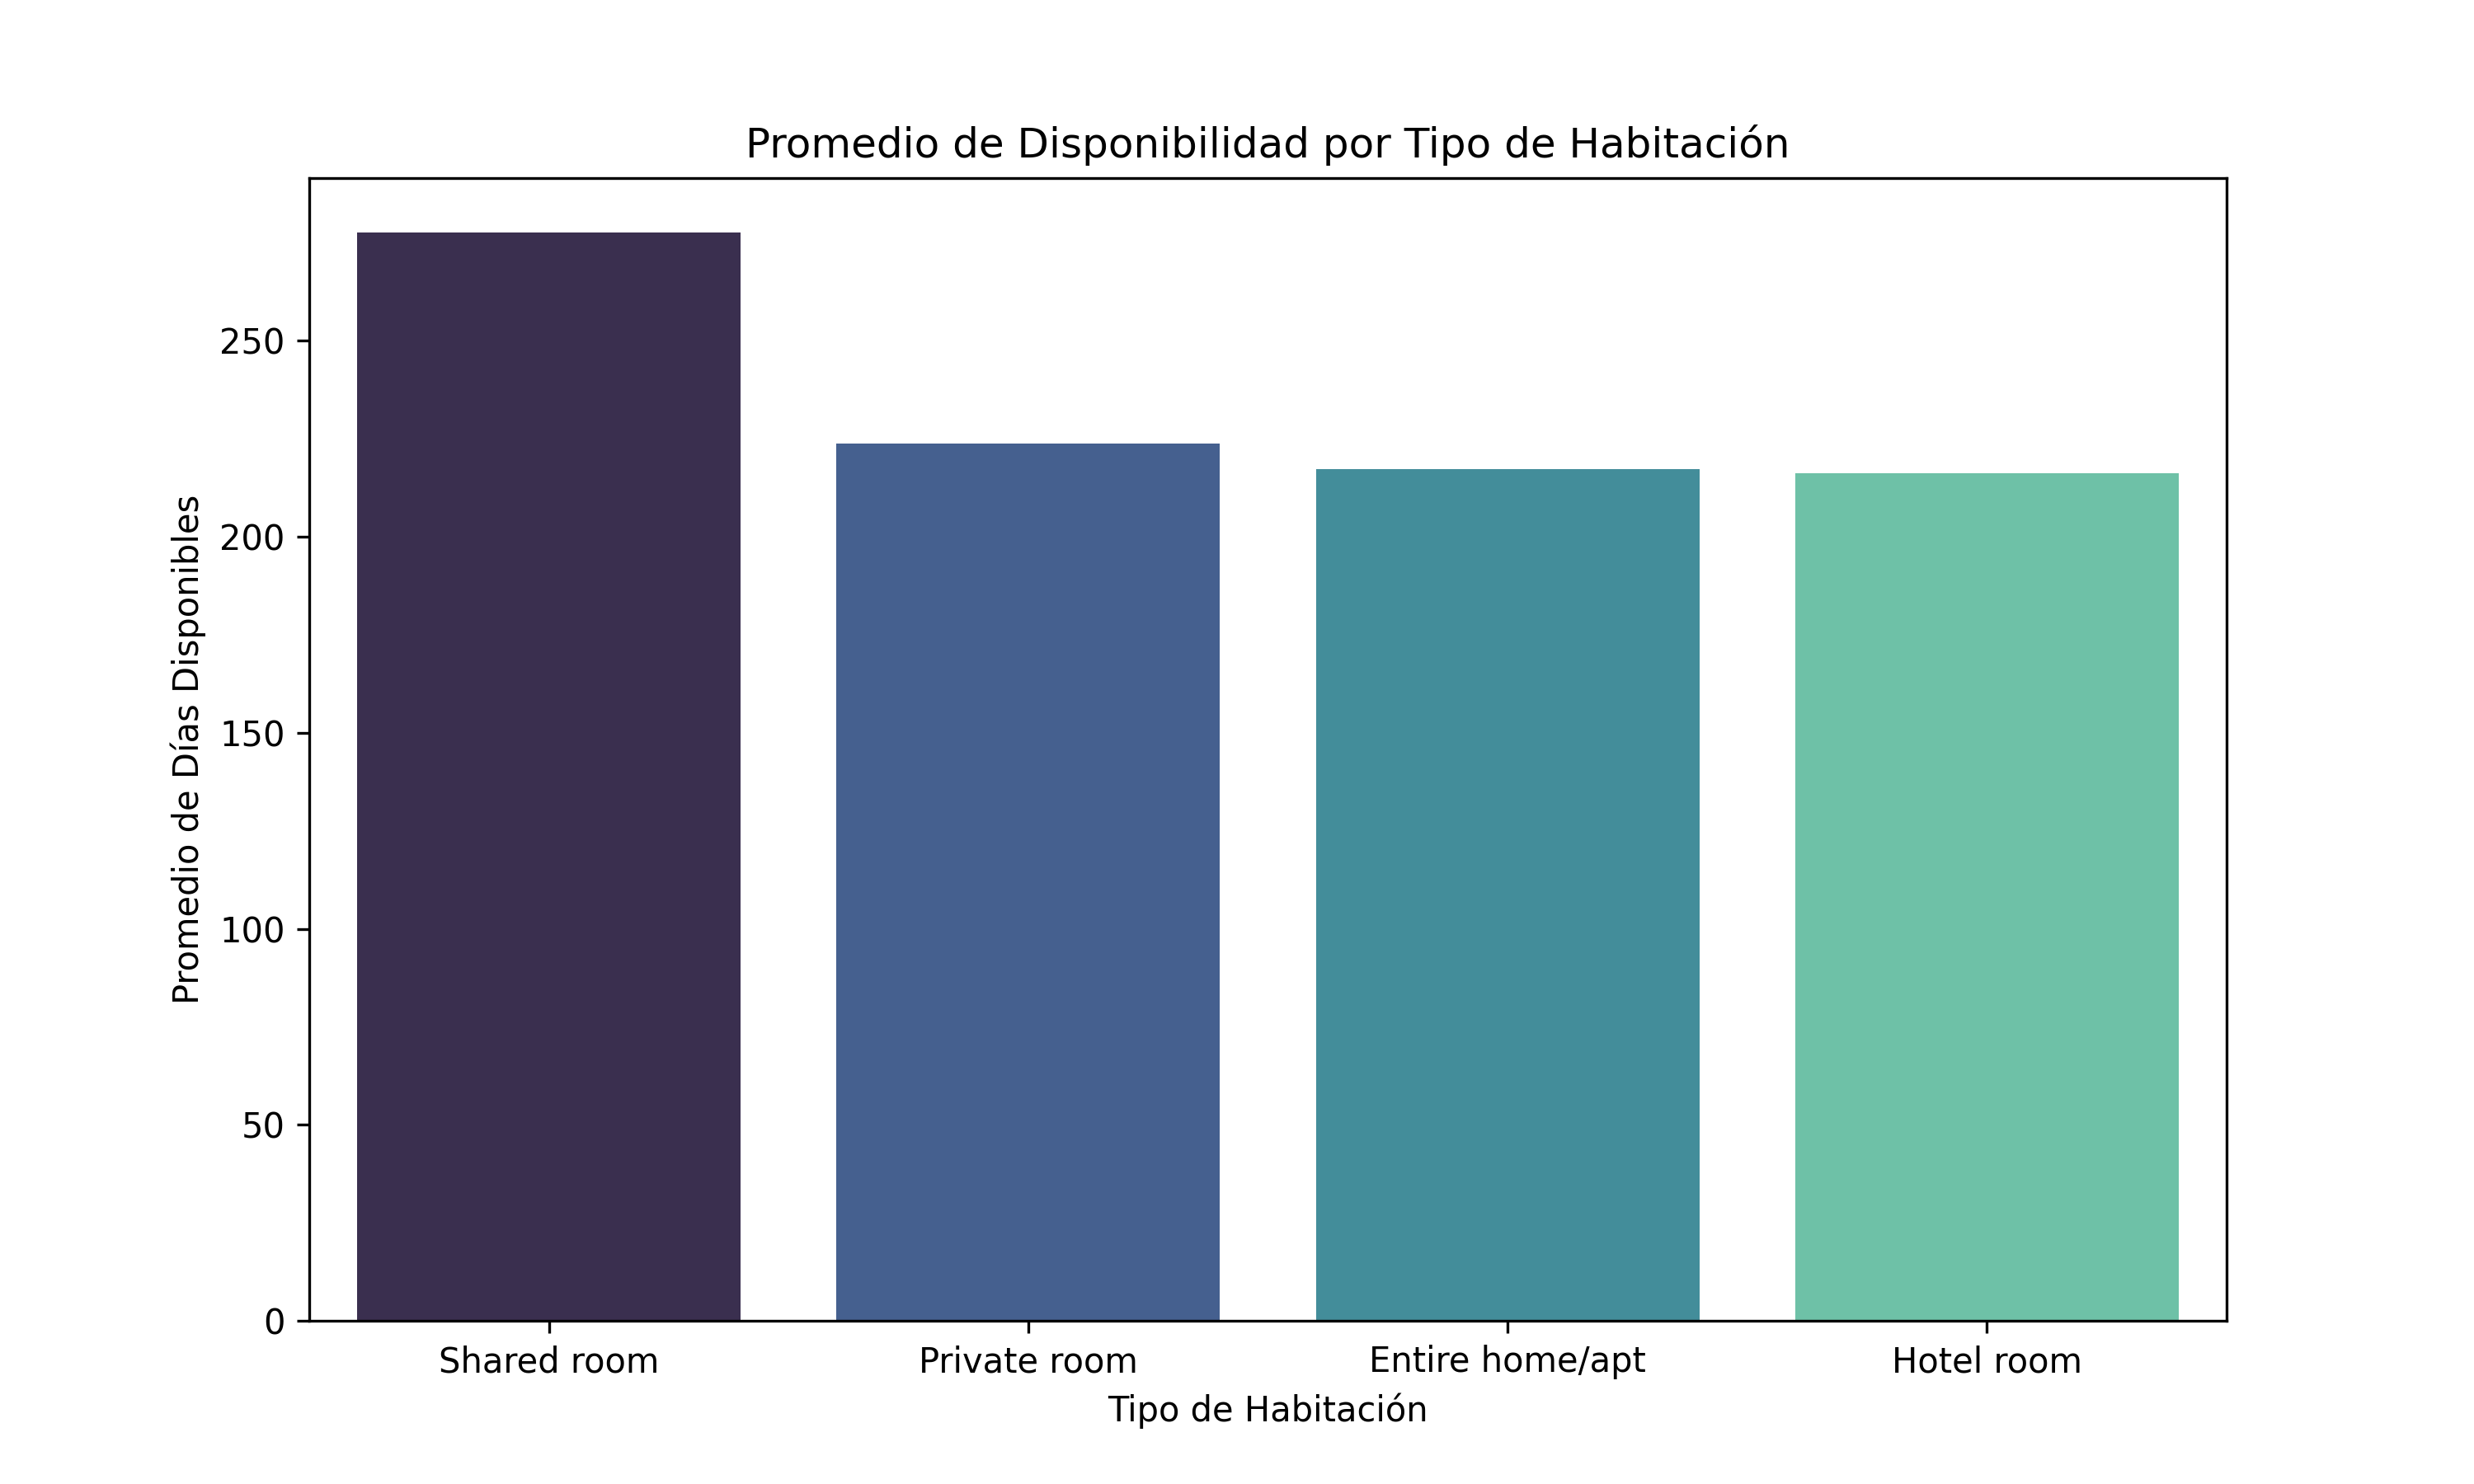 Promedio de Disponibilidad por Tipo de Habitación
Promedio de Días Disponibles
250
200
150
100
50
0
Shared room
Private room
Entire home/apt
Hotel room
Tipo de Habitación